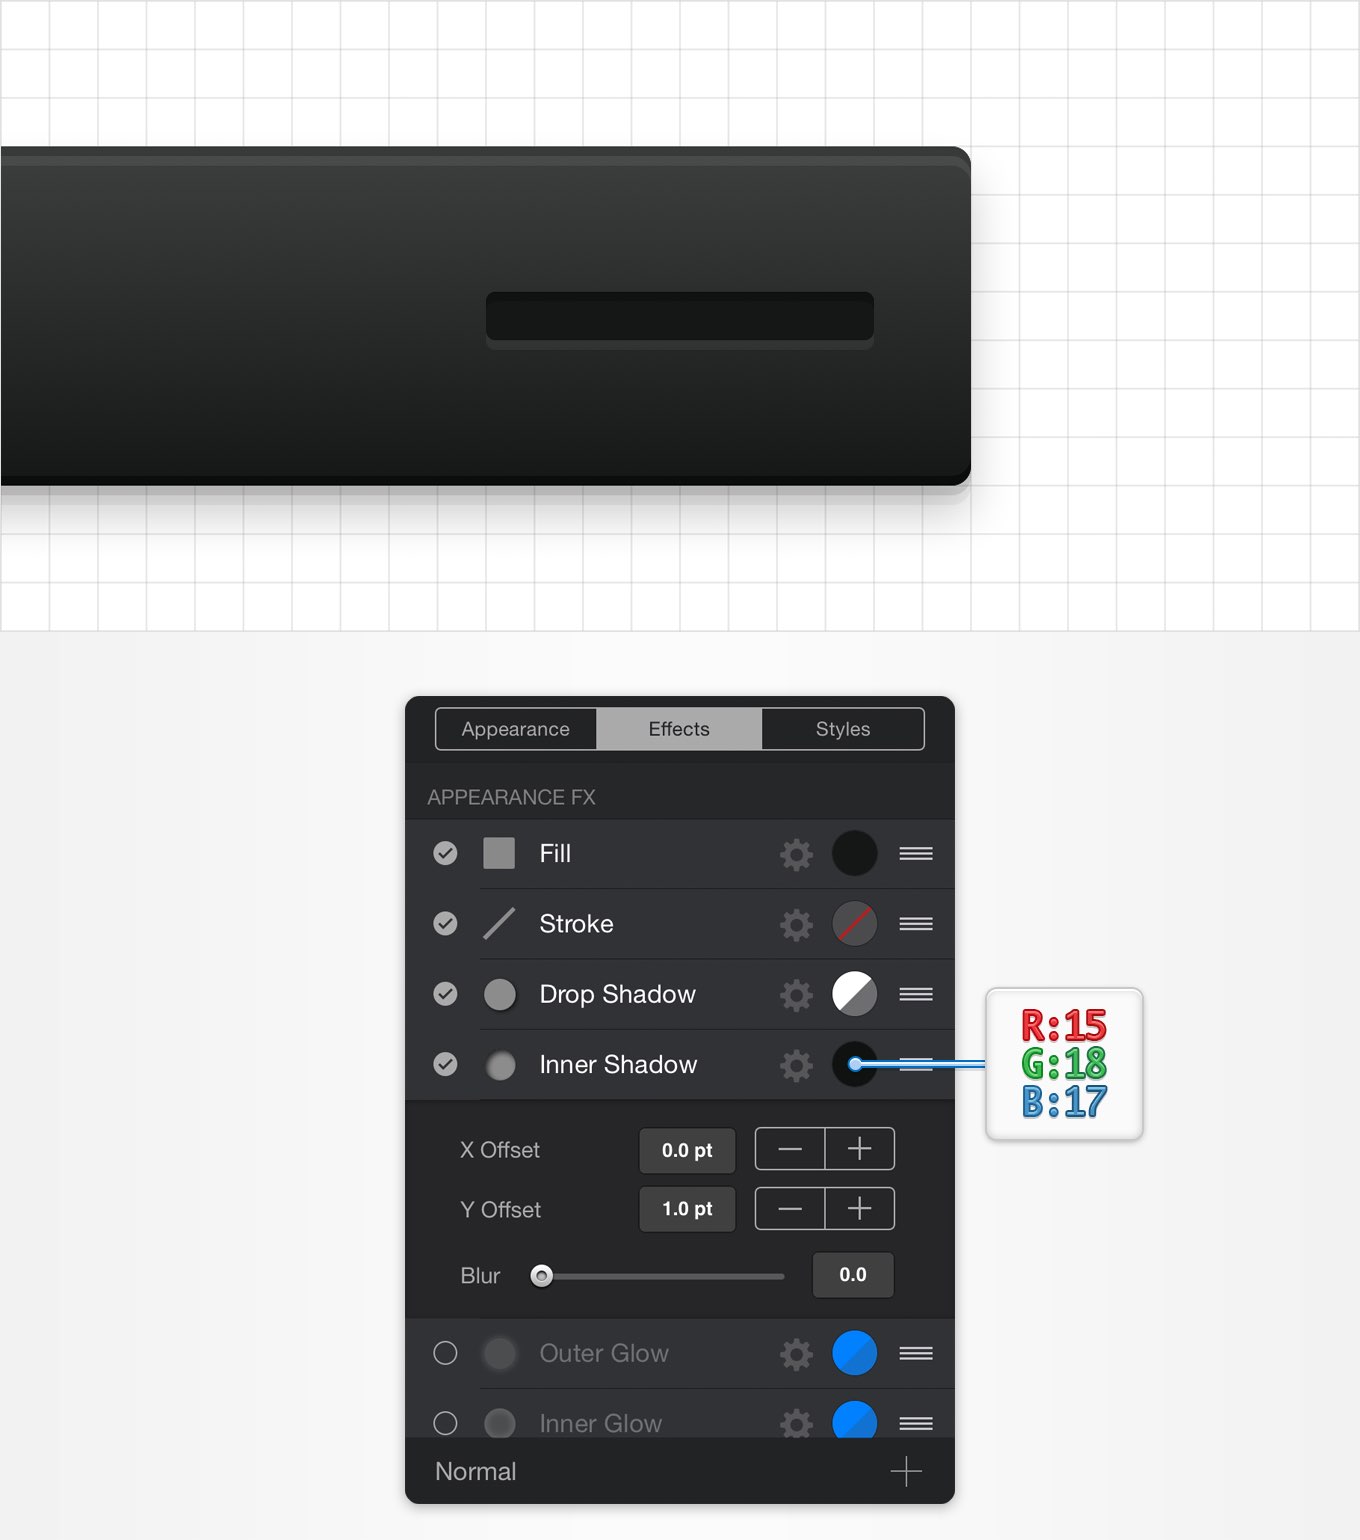 Appearance Effects Styles
APPEARANCE FX
Fill
Stroke
Drop Shadow
Inner Shadow
R:15
G:18
B:17
X Offset 0.0 pt
Y Offset 1.0 pt
Blur 0.0
Outer Glow
Inner Glow
Normal